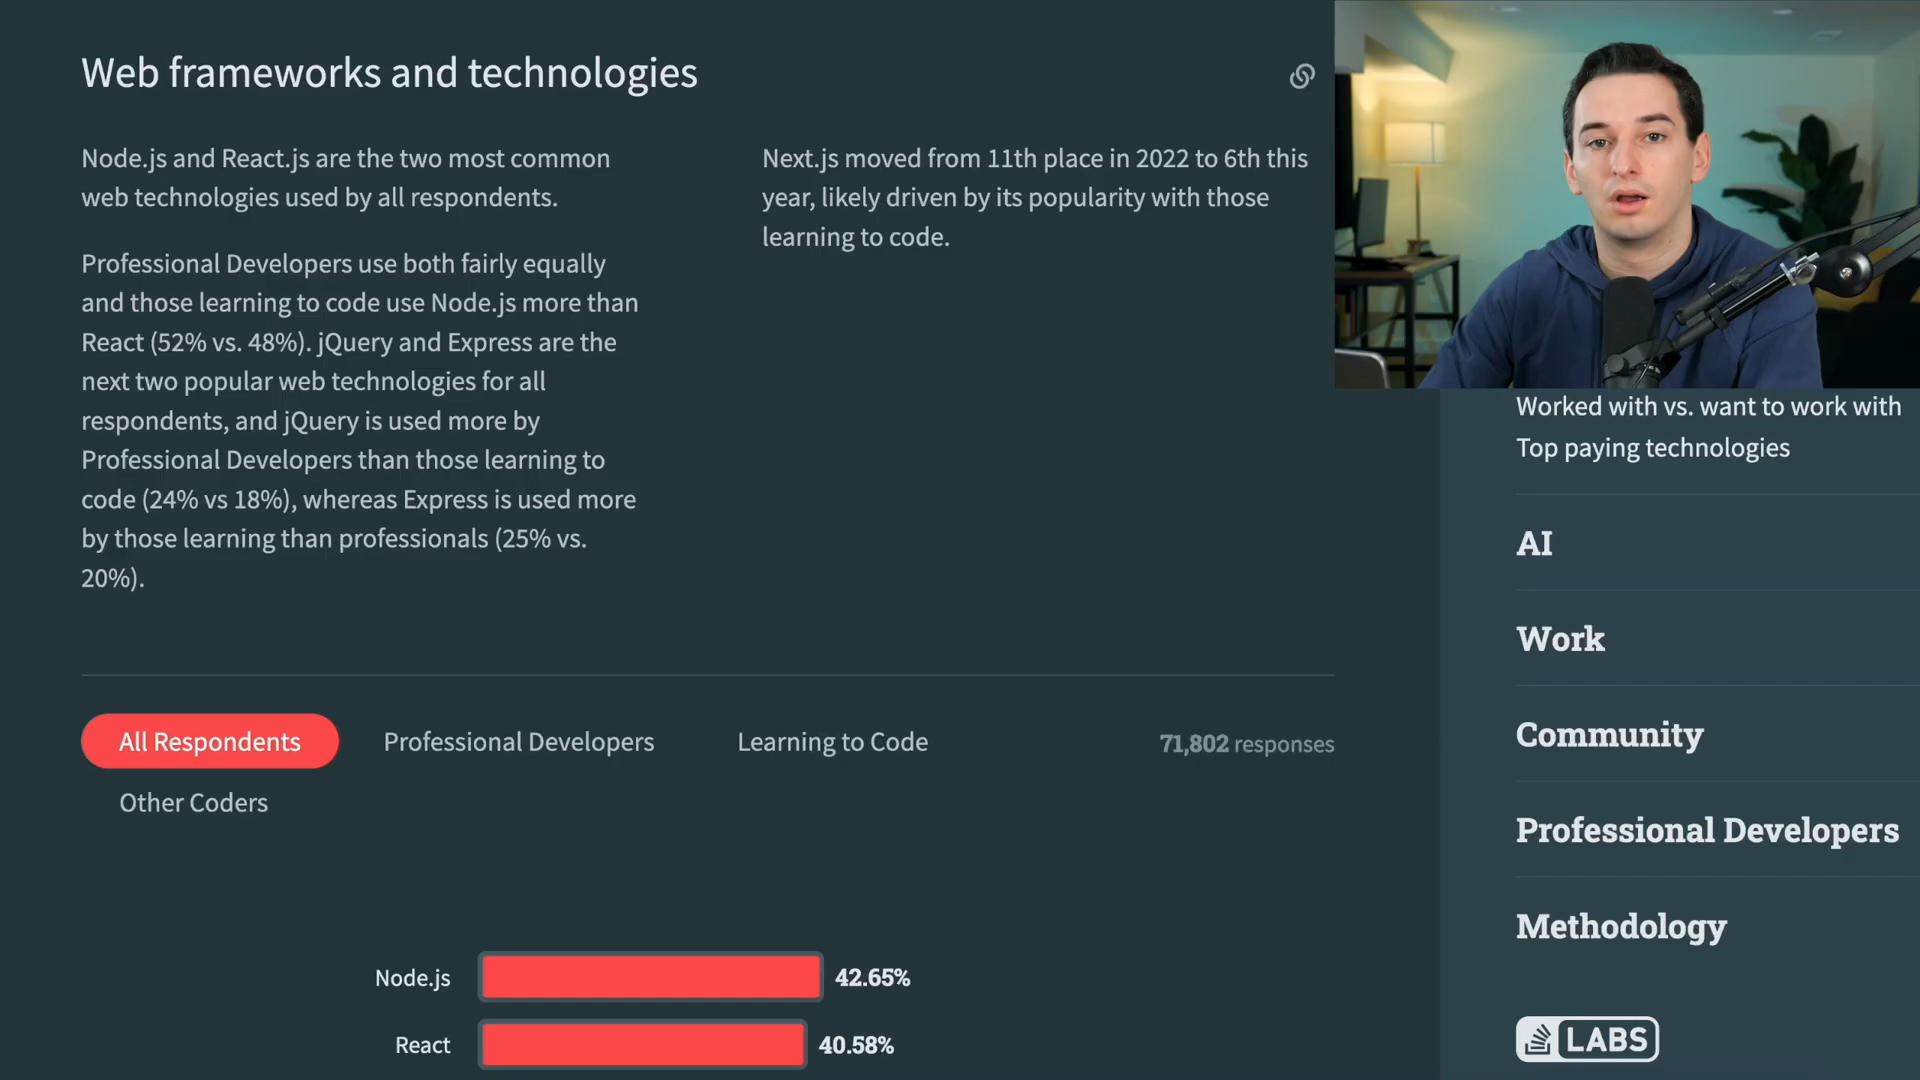 Web frameworks and technologies
Node.js and React.js are the two most common
web technologies used by all respondents.
Professional Developers use both fairly equally
and those learning to code use Node.js more than
React (52% vs. 48%). jQuery and Express are the
next two popular web technologies for all
respondents, and jQuery is used more by
Professional Developers than those learning to
code (24% vs 18%), whereas Express is used more
by those learning than professionals (25% vs.
20%).
Next.js moved from 11th place in 2022 to 6th this
year, likely driven by its popularity with those
learning to code.
All Respondents
Professional Developers
Learning to Code
71,802 responses
Other Coders
Node.js
42.65%
React
40.58%
Worked with vs. want to work with
Top paying technologies
AI
Work
Community
Professional Developers
Methodology
LABS